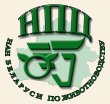 НПЦ
НАН БЕЛАРУСИ ПО ЖИВОТНОВОДСТВУ